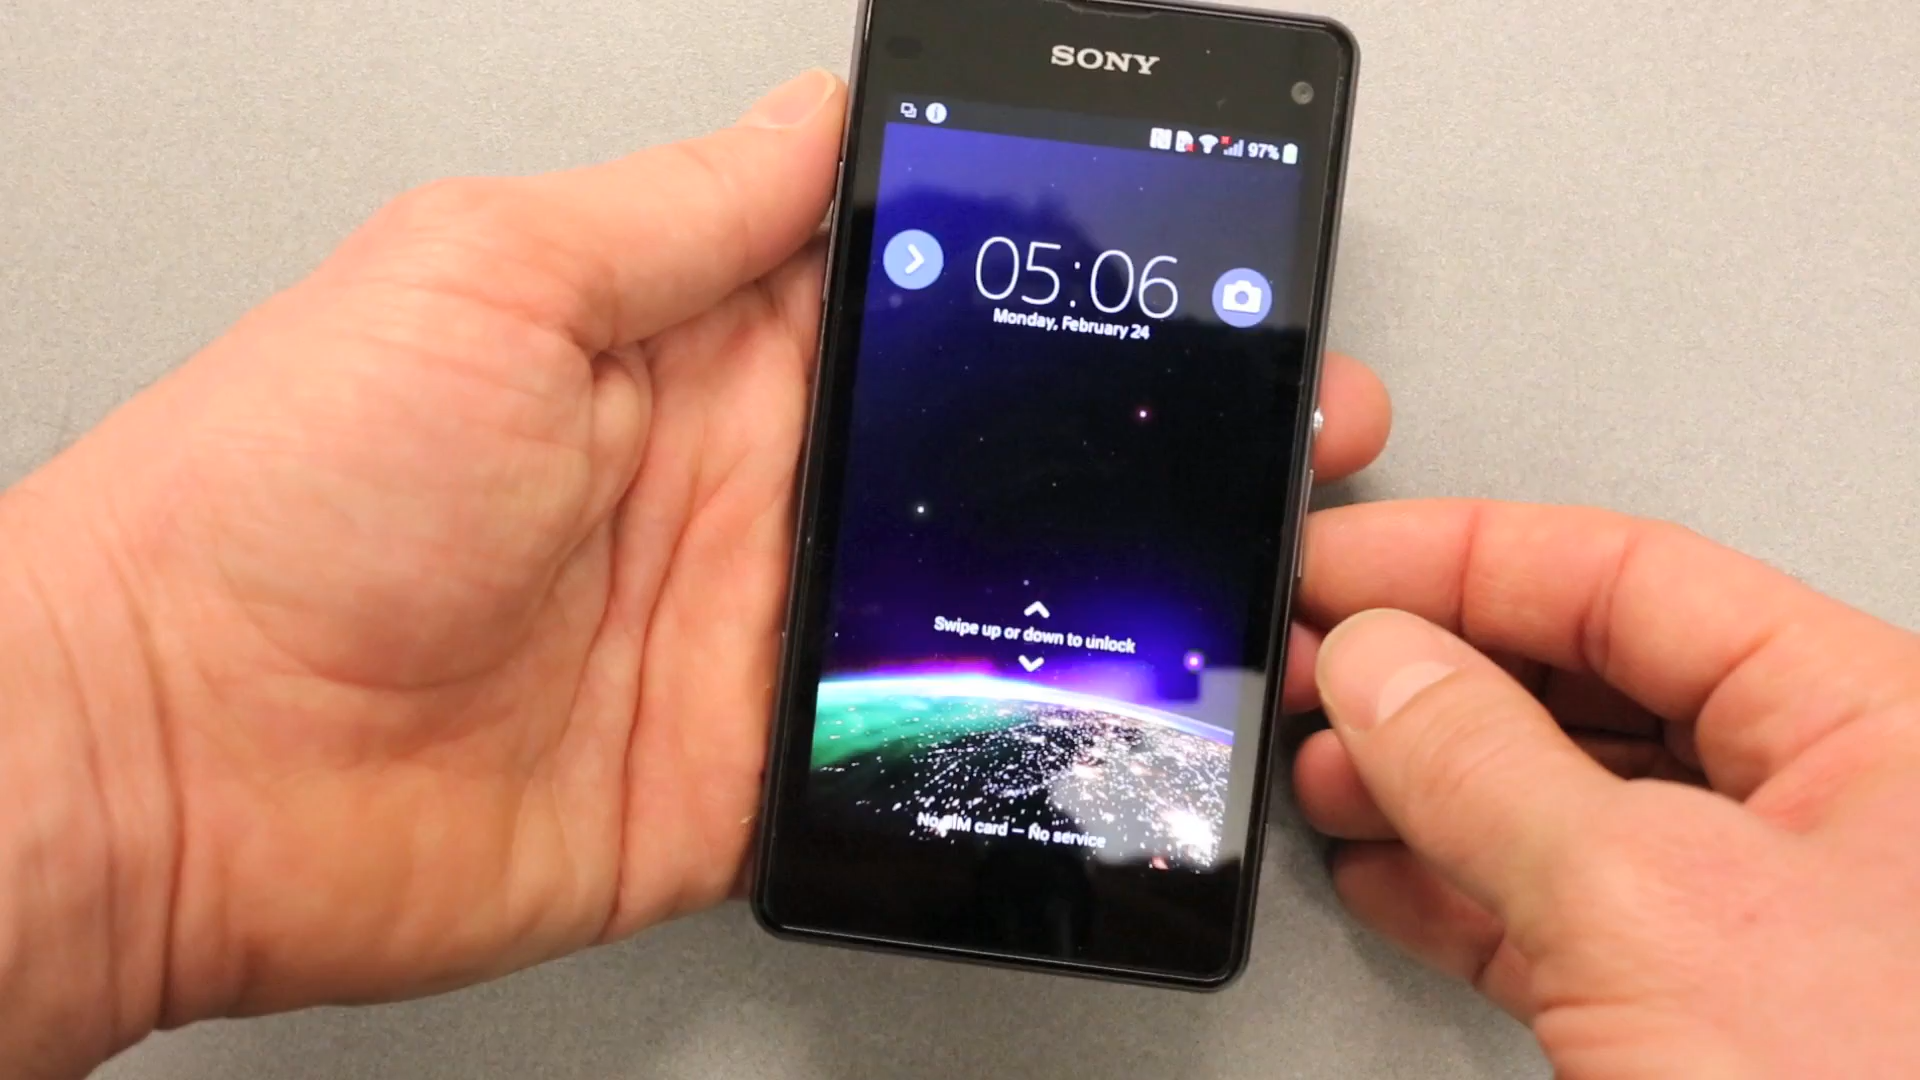 SONY
97%
05:06
Monday, February 24
Swipe up or down to unlock
No SIM card – No service